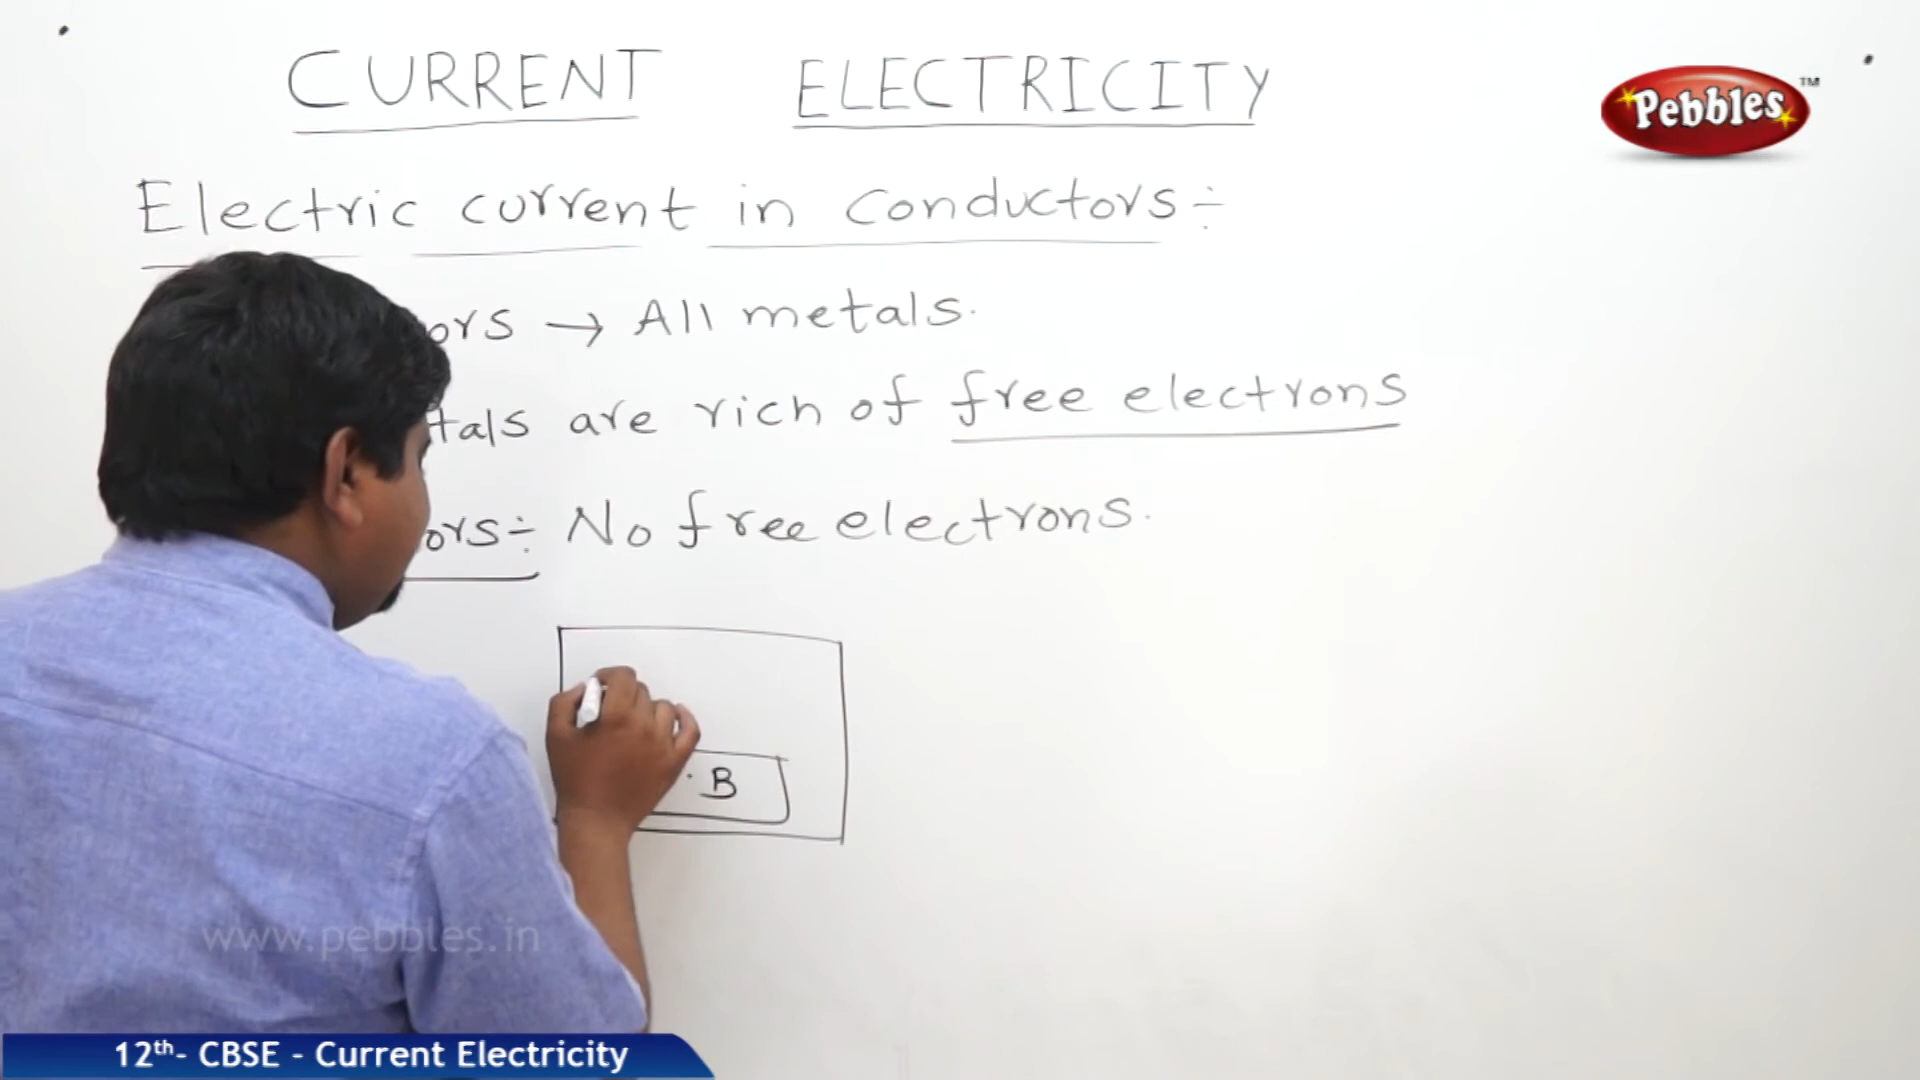 CURRENT ELECTRICITY
Pebbles™
Electric current in conductors÷
ors → All metals.
tals are rich of free electrons
ors÷ No free electrons.
B
www.pebbles.in
12th- CBSE - Current Electricity